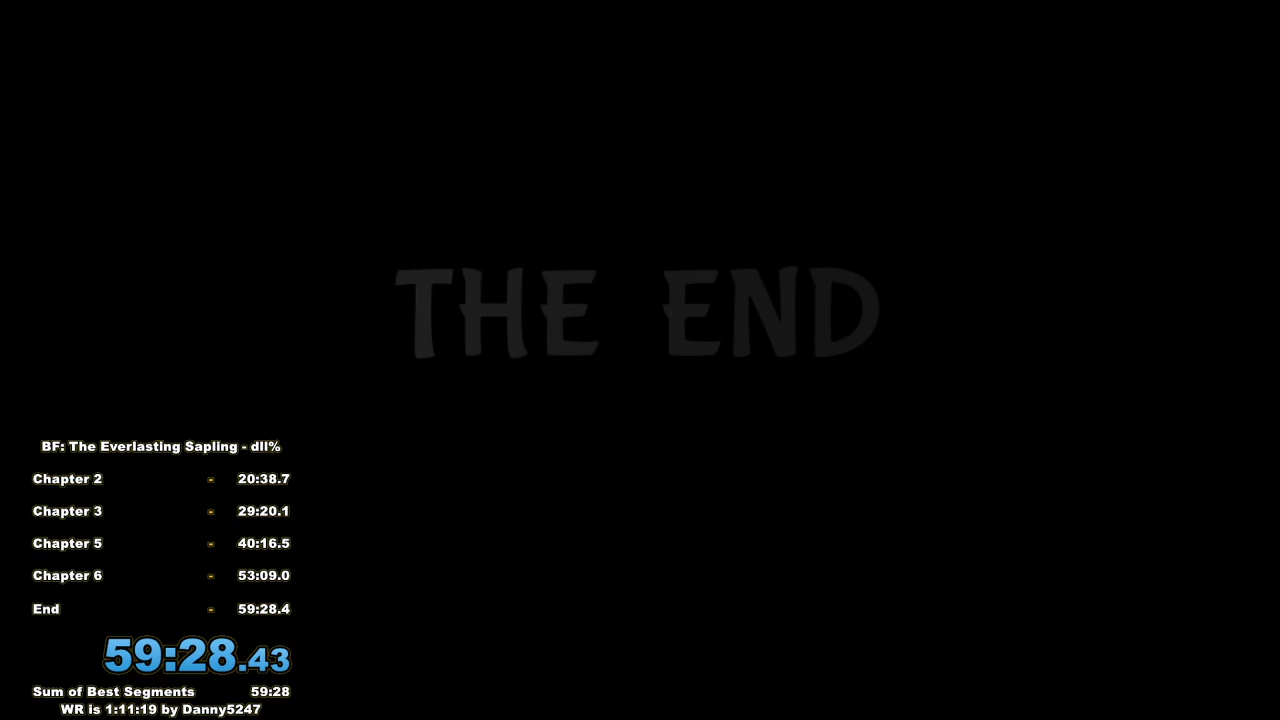 THE END
BF: The Everlasting Sapling - dll%
Chapter 2 - 20:38.7
Chapter 3 - 29:20.1
Chapter 5 - 40:16.5
Chapter 6 - 53:09.0
End - 59:28.4
59:28.43
Sum of Best Segments 59:28
WR is 1:11:19 by Danny5247